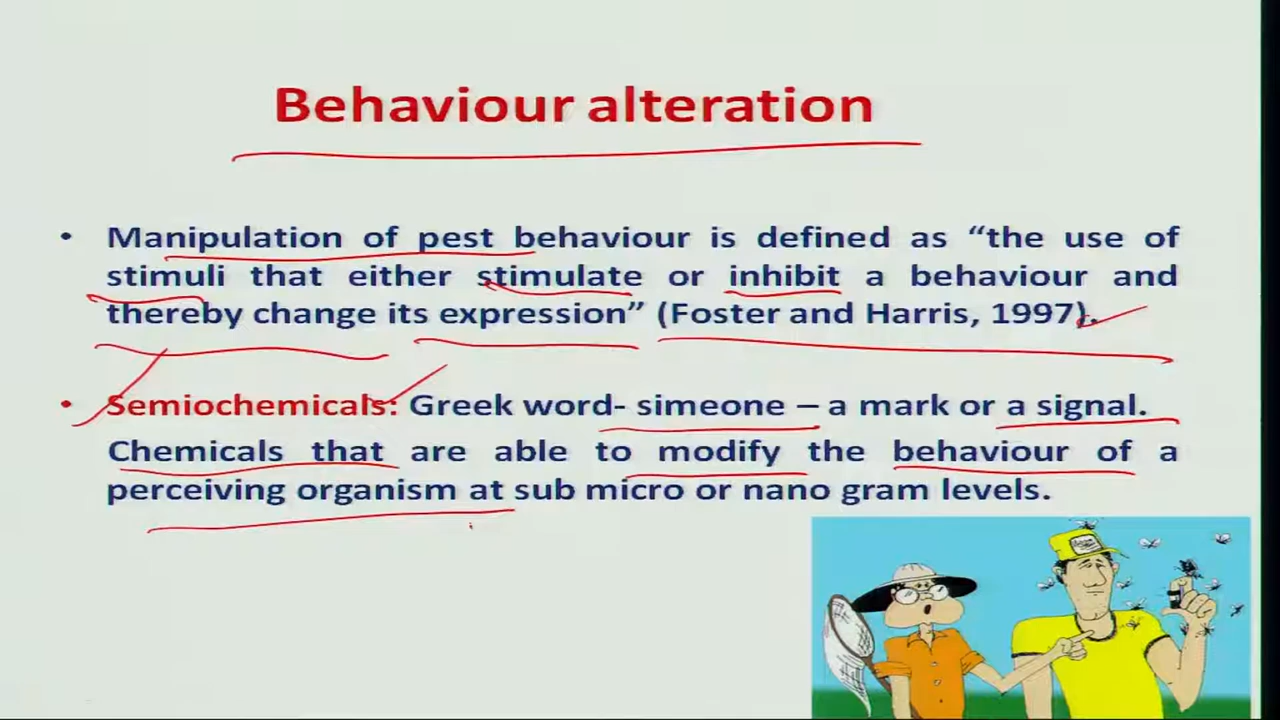 Behaviour alteration
• Manipulation of pest behaviour is defined as “the use of
stimuli that either stimulate or inhibit a behaviour and
thereby change its expression” (Foster and Harris, 1997).
• Semiochemicals: Greek word- simeone – a mark or a signal.
Chemicals that are able to modify the behaviour of a
perceiving organism at sub micro or nano gram levels.